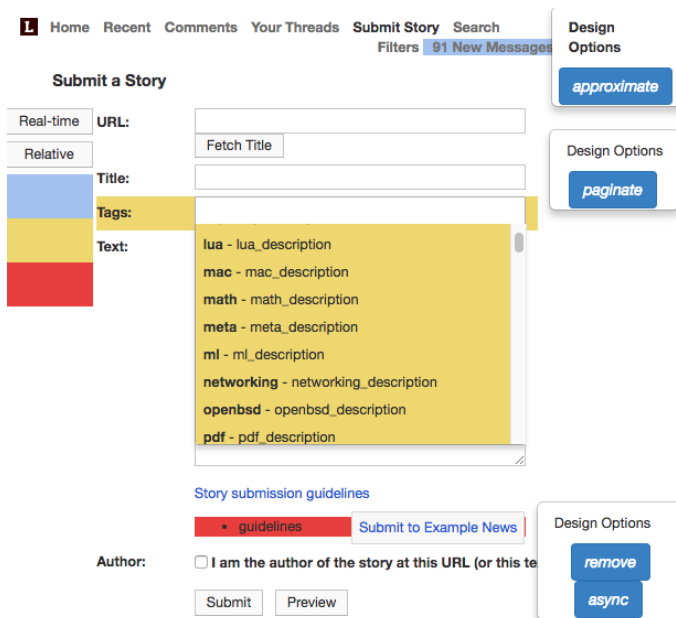 L Home Recent Comments Your Threads Submit Story Search
Filters 91 New Messages
Design Options
approximate
Submit a Story
Real-time
Relative
URL:
Fetch Title
Design Options
paginate
Title:
Tags:
Text:
lua - lua_description
mac - mac_description
math - math_description
meta - meta_description
ml - ml_description
networking - networking_description
openbsd - openbsd_description
pdf - pdf_description
Story submission guidelines
• guidelines
Submit to Example News
Design Options
remove
async
Author:
I am the author of the story at this URL (or this te
Submit Preview